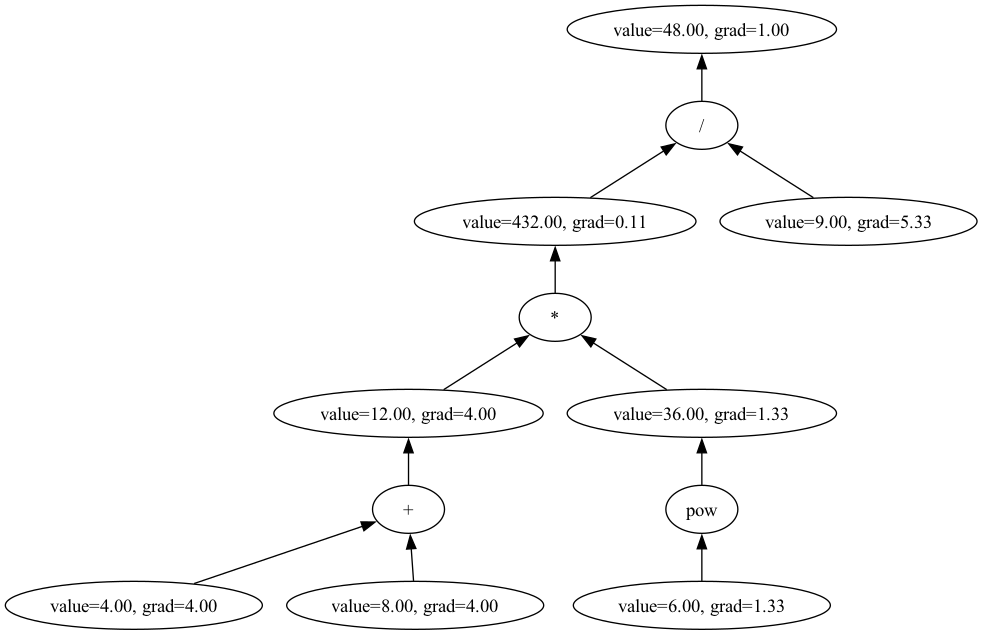 value=48.00, grad=1.00
/
value=432.00, grad=0.11
value=9.00, grad=5.33
*
value=12.00, grad=4.00
value=36.00, grad=1.33
+
pow
value=4.00, grad=4.00
value=8.00, grad=4.00
value=6.00, grad=1.33